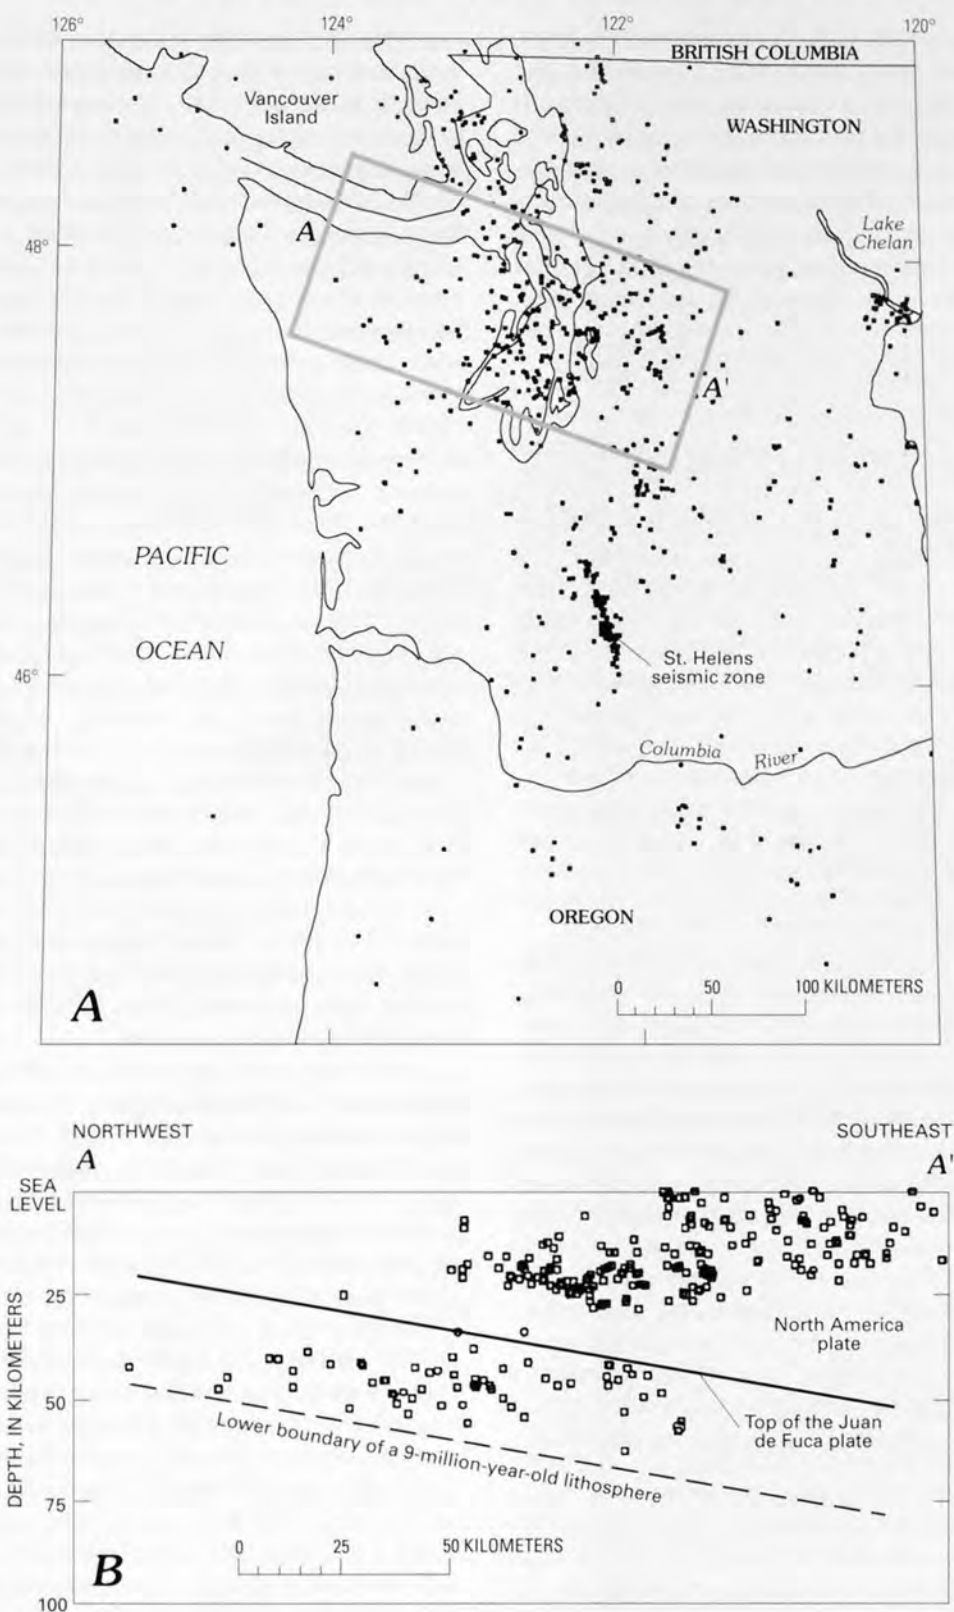 126°
124°
122°
120°
BRITISH COLUMBIA
Vancouver
Island
WASHINGTON
A
48°
Lake
Chelan
A'
PACIFIC
OCEAN
St. Helens
seismic zone
46°
Columbia
River
OREGON
0 50 100 KILOMETERS
A
NORTHWEST
SOUTHEAST
A
A'
SEA
LEVEL
25
North America
plate
50
Top of the Juan
de Fuca plate
Lower boundary of a 9-million-year-old lithosphere
75
0 25 50 KILOMETERS
B
100
DEPTH, IN KILOMETERS